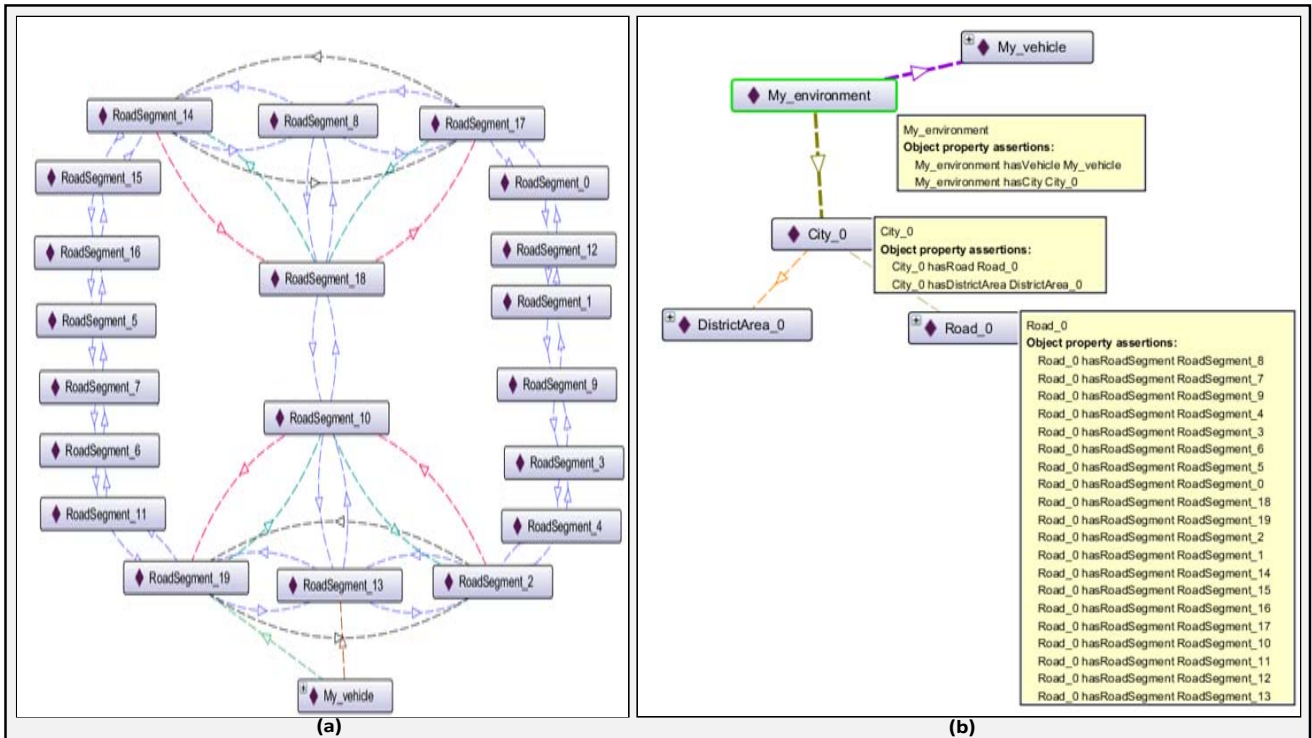 RoadSegment_14
RoadSegment_8
RoadSegment_17
RoadSegment_15
RoadSegment_0
RoadSegment_16
RoadSegment_12
RoadSegment_18
RoadSegment_1
RoadSegment_5
RoadSegment_7
RoadSegment_9
RoadSegment_10
RoadSegment_6
RoadSegment_3
RoadSegment_11
RoadSegment_4
RoadSegment_19
RoadSegment_13
RoadSegment_2
My_vehicle
(a)
My_vehicle
My_environment
My_environment
Object property assertions:
My_environment hasVehicle My_vehicle
My_environment hasCity City_0
City_0
City_0
Object property assertions:
City_0 hasRoad Road_0
City_0 hasDistrictArea DistrictArea_0
DistrictArea_0
Road_0
Road_0
Object property assertions:
Road_0 hasRoadSegment RoadSegment_8
Road_0 hasRoadSegment RoadSegment_7
Road_0 hasRoadSegment RoadSegment_9
Road_0 hasRoadSegment RoadSegment_4
Road_0 hasRoadSegment RoadSegment_3
Road_0 hasRoadSegment RoadSegment_6
Road_0 hasRoadSegment RoadSegment_5
Road_0 hasRoadSegment RoadSegment_0
Road_0 hasRoadSegment RoadSegment_18
Road_0 hasRoadSegment RoadSegment_19
Road_0 hasRoadSegment RoadSegment_2
Road_0 hasRoadSegment RoadSegment_1
Road_0 hasRoadSegment RoadSegment_14
Road_0 hasRoadSegment RoadSegment_15
Road_0 hasRoadSegment RoadSegment_16
Road_0 hasRoadSegment RoadSegment_17
Road_0 hasRoadSegment RoadSegment_10
Road_0 hasRoadSegment RoadSegment_11
Road_0 hasRoadSegment RoadSegment_12
Road_0 hasRoadSegment RoadSegment_13
(b)